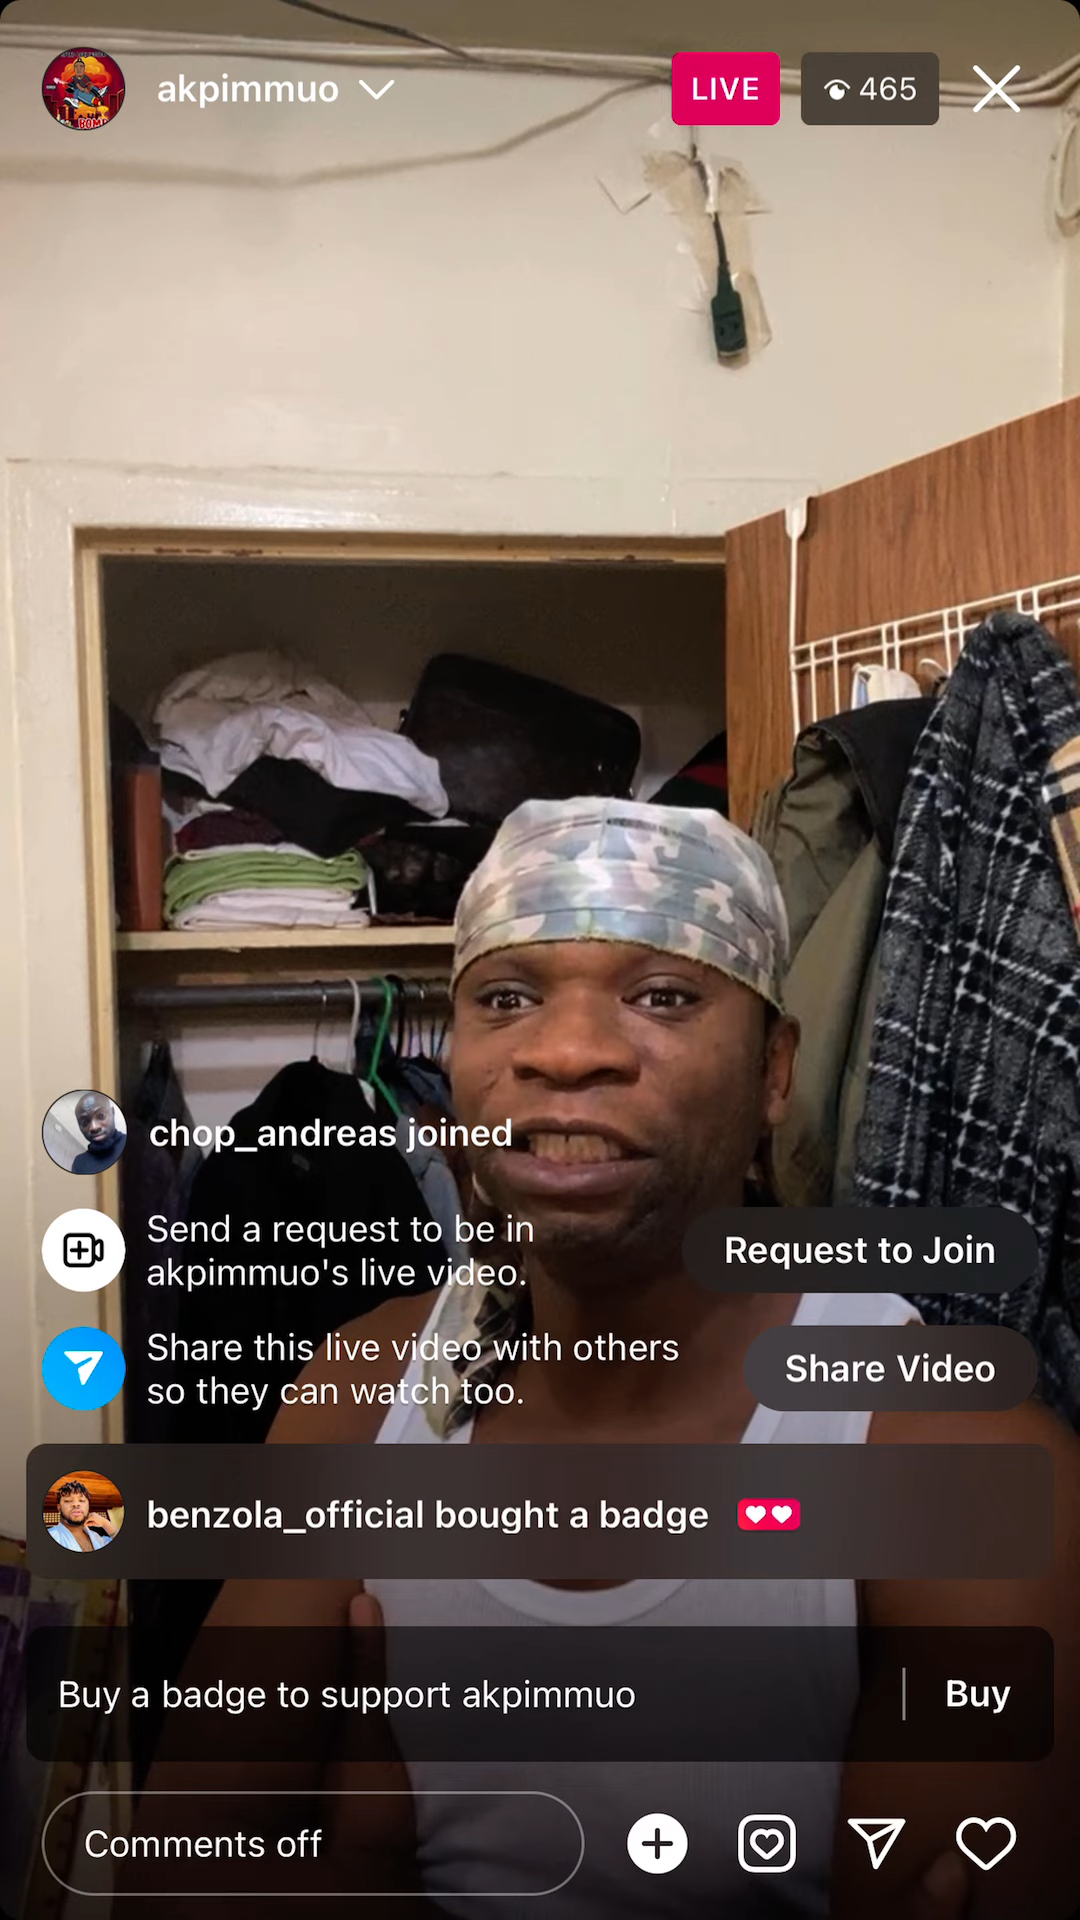 akpimmuo
LIVE
465
BOMB
chop_andreas joined
Send a request to be in
akpimmuo's live video.
Request to Join
Share this live video with others
so they can watch too.
Share Video
benzola_official bought a badge
Buy a badge to support akpimmuo
Buy
Comments off